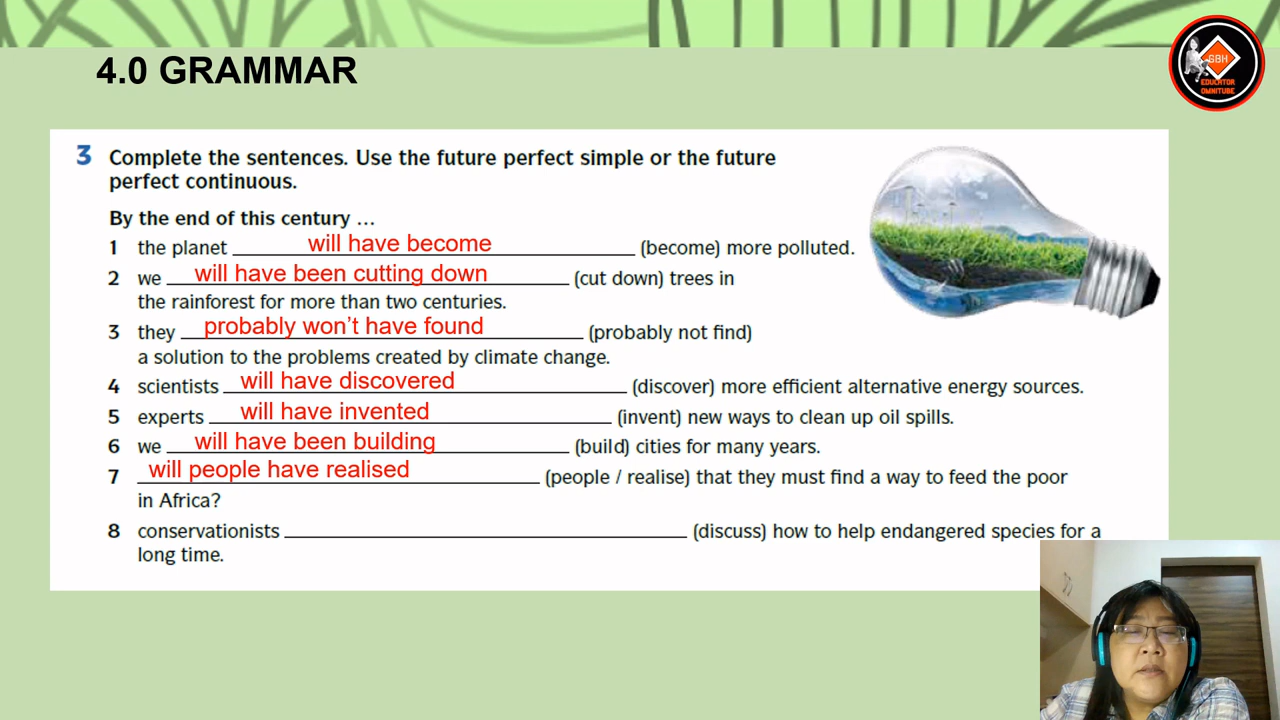 4.0 GRAMMAR
GBH
EDUCATOR
OMNITUBE
3 Complete the sentences. Use the future perfect simple or the future
perfect continuous.
By the end of this century ...
1 the planet will have become (become) more polluted.
2 we will have been cutting down (cut down) trees in
the rainforest for more than two centuries.
3 they probably won't have found (probably not find)
a solution to the problems created by climate change.
4 scientists will have discovered (discover) more efficient alternative energy sources.
5 experts will have invented (invent) new ways to clean up oil spills.
6 we will have been building (build) cities for many years.
7 will people have realised (people / realise) that they must find a way to feed the poor
in Africa?
8 conservationists (discuss) how to help endangered species for a
long time.